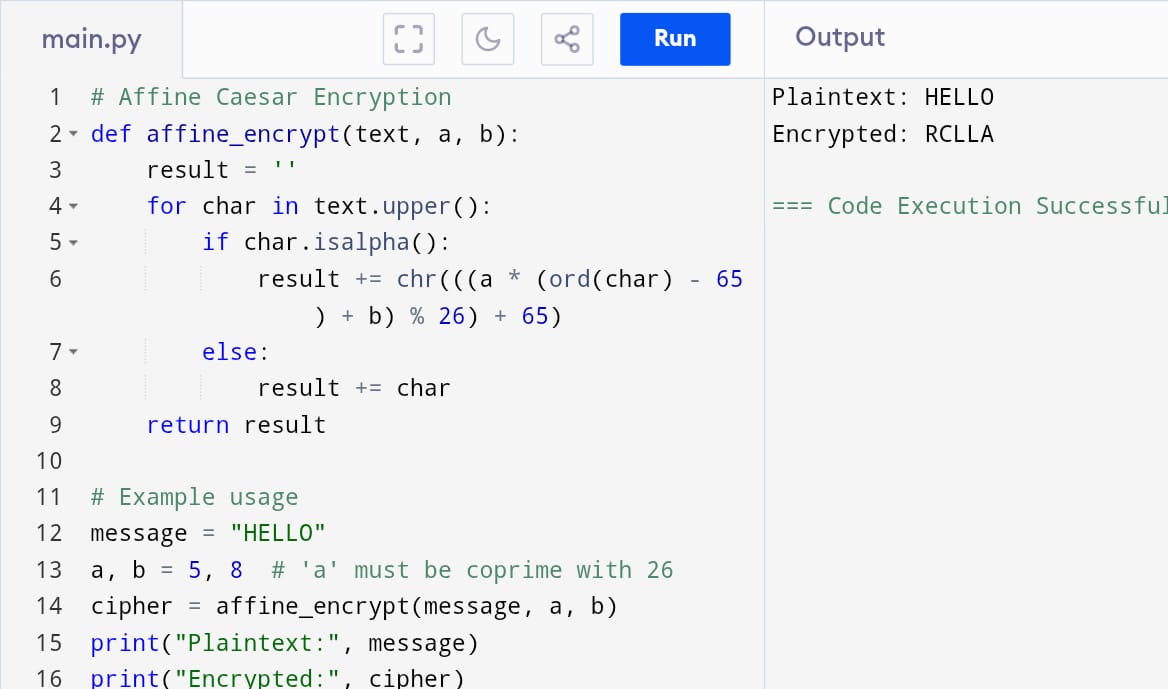 main.py
Run
Output
1 # Affine Caesar Encryption
2 def affine_encrypt(text, a, b):
3     result = ''
4     for char in text.upper():
5         if char.isalpha():
6             result += chr(((a * (ord(char) - 65
                ) + b) % 26) + 65)
7         else:
8             result += char
9     return result
10
11 # Example usage
12 message = "HELLO"
13 a, b = 5, 8  # 'a' must be coprime with 26
14 cipher = affine_encrypt(message, a, b)
15 print("Plaintext:", message)
16 print("Encrypted:", cipher)
Plaintext: HELLO
Encrypted: RCLLA
=== Code Execution Successful